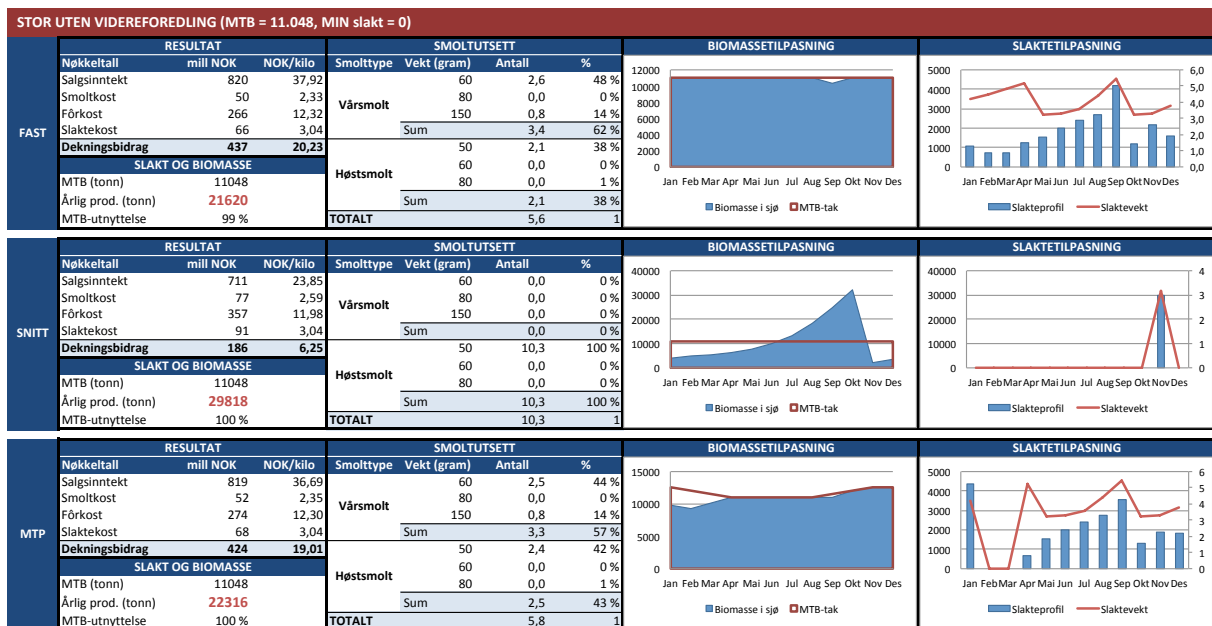 STOR UTEN VIDEREFOREDLING (MTB = 11.048, MIN slakt = 0)
FAST
RESULTAT
Nøkkeltall mill NOK NOK/kilo
Salgsinntekt 820 37,92
Smoltkost 50 2,33
Fôrkost 266 12,32
Slaktekost 66 3,04
Dekningsbidrag 437 20,23
SLAKT OG BIOMASSE
MTB (tonn) 11048
Årlig prod. (tonn) 21620
MTB-utnyttelse 99 %
SMOLTUTSETT
Smolttype Vekt (gram) Antall %
Vårsmolt
60 2,6 48 %
80 0,0 0 %
150 0,8 14 %
Sum 3,4 62 %
Høstsmolt
50 2,1 38 %
60 0,0 0 %
80 0,0 1 %
Sum 2,1 38 %
TOTALT 5,6 1
BIOMASSETILPASNING
12000
10000
8000
6000
4000
2000
0
Jan Feb Mar Apr Mai Jun Jul Aug Sep Okt Nov Des
Biomasse i sjø MTB-tak
SLAKTETILPASNING
5000 6,0
4000 5,0
3000 4,0
2000 3,0
1000 2,0
0 1,0
0,0
Jan Feb Mar Apr Mai Jun Jul Aug Sep Okt Nov Des
Slakteprofil Slaktevekt
SNITT
RESULTAT
Nøkkeltall mill NOK NOK/kilo
Salgsinntekt 711 23,85
Smoltkost 77 2,59
Fôrkost 357 11,98
Slaktekost 91 3,04
Dekningsbidrag 186 6,25
SLAKT OG BIOMASSE
MTB (tonn) 11048
Årlig prod. (tonn) 29818
MTB-utnyttelse 100 %
SMOLTUTSETT
Smolttype Vekt (gram) Antall %
Vårsmolt
60 0,0 0 %
80 0,0 0 %
150 0,0 0 %
Sum 0,0 0 %
Høstsmolt
50 10,3 100 %
60 0,0 0 %
80 0,0 0 %
Sum 10,3 100 %
TOTALT 10,3 1
BIOMASSETILPASNING
40000
30000
20000
10000
0
Jan Feb Mar Apr Mai Jun Jul Aug Sep Okt Nov Des
Biomasse i sjø MTB-tak
SLAKTETILPASNING
40000 4
30000 3
20000 2
10000 1
0 0
Jan Feb Mar Apr Mai Jun Jul Aug Sep Okt Nov Des
Slakteprofil Slaktevekt
MTP
RESULTAT
Nøkkeltall mill NOK NOK/kilo
Salgsinntekt 819 36,69
Smoltkost 52 2,35
Fôrkost 274 12,30
Slaktekost 68 3,04
Dekningsbidrag 424 19,01
SLAKT OG BIOMASSE
MTB (tonn) 11048
Årlig prod. (tonn) 22316
MTB-utnyttelse 100 %
SMOLTUTSETT
Smolttype Vekt (gram) Antall %
Vårsmolt
60 2,5 44 %
80 0,0 0 %
150 0,8 14 %
Sum 3,3 57 %
Høstsmolt
50 2,4 42 %
60 0,0 0 %
80 0,0 1 %
Sum 2,5 43 %
TOTALT 5,8 1
BIOMASSETILPASNING
15000
10000
5000
0
Jan Feb Mar Apr Mai Jun Jul Aug Sep Okt Nov Des
Biomasse i sjø MTB-tak
SLAKTETILPASNING
5000 6
4000 5
3000 4
2000 3
1000 2
0 1
0
Jan Feb Mar Apr Mai Jun Jul Aug Sep Okt Nov Des
Slakteprofil Slaktevekt